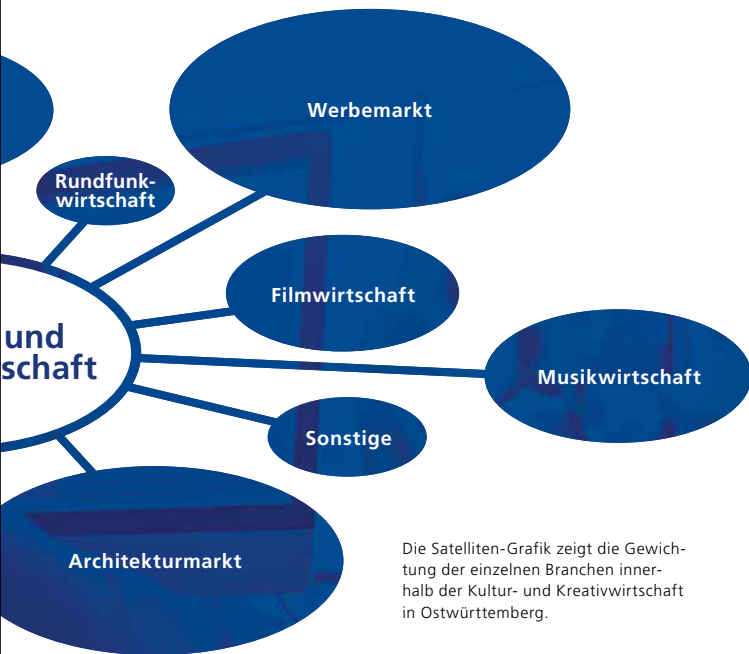 Werbemarkt
Rundfunk-
wirtschaft
Filmwirtschaft
und
schaft
Musikwirtschaft
Sonstige
Architekturmarkt
Die Satelliten-Grafik zeigt die Gewich-
tung der einzelnen Branchen inner-
halb der Kultur- und Kreativwirtschaft
in Ostwürttemberg.